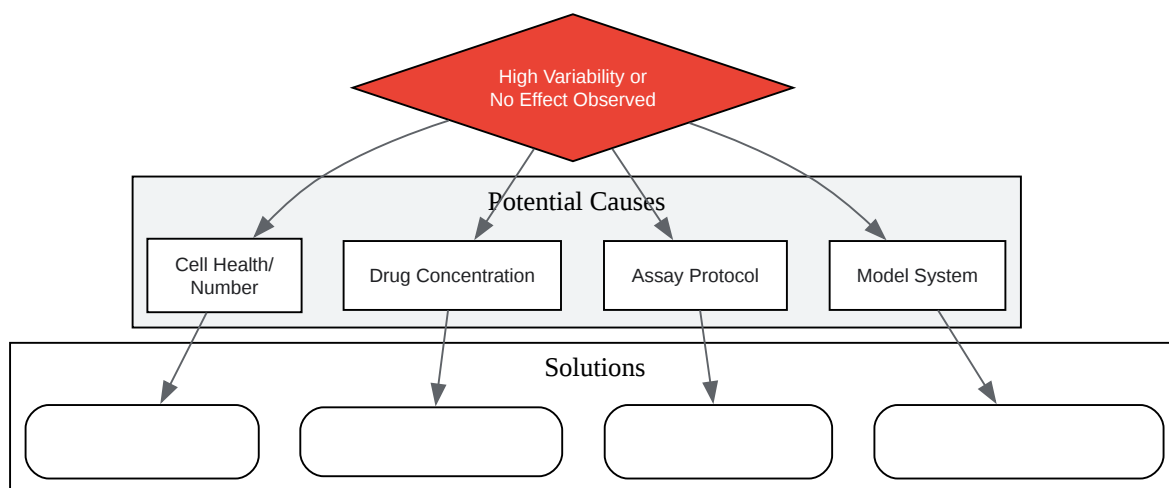 High Variability or
No Effect Observed
Potential Causes
Cell Health/
Number
Drug Concentration
Assay Protocol
Model System
Solutions